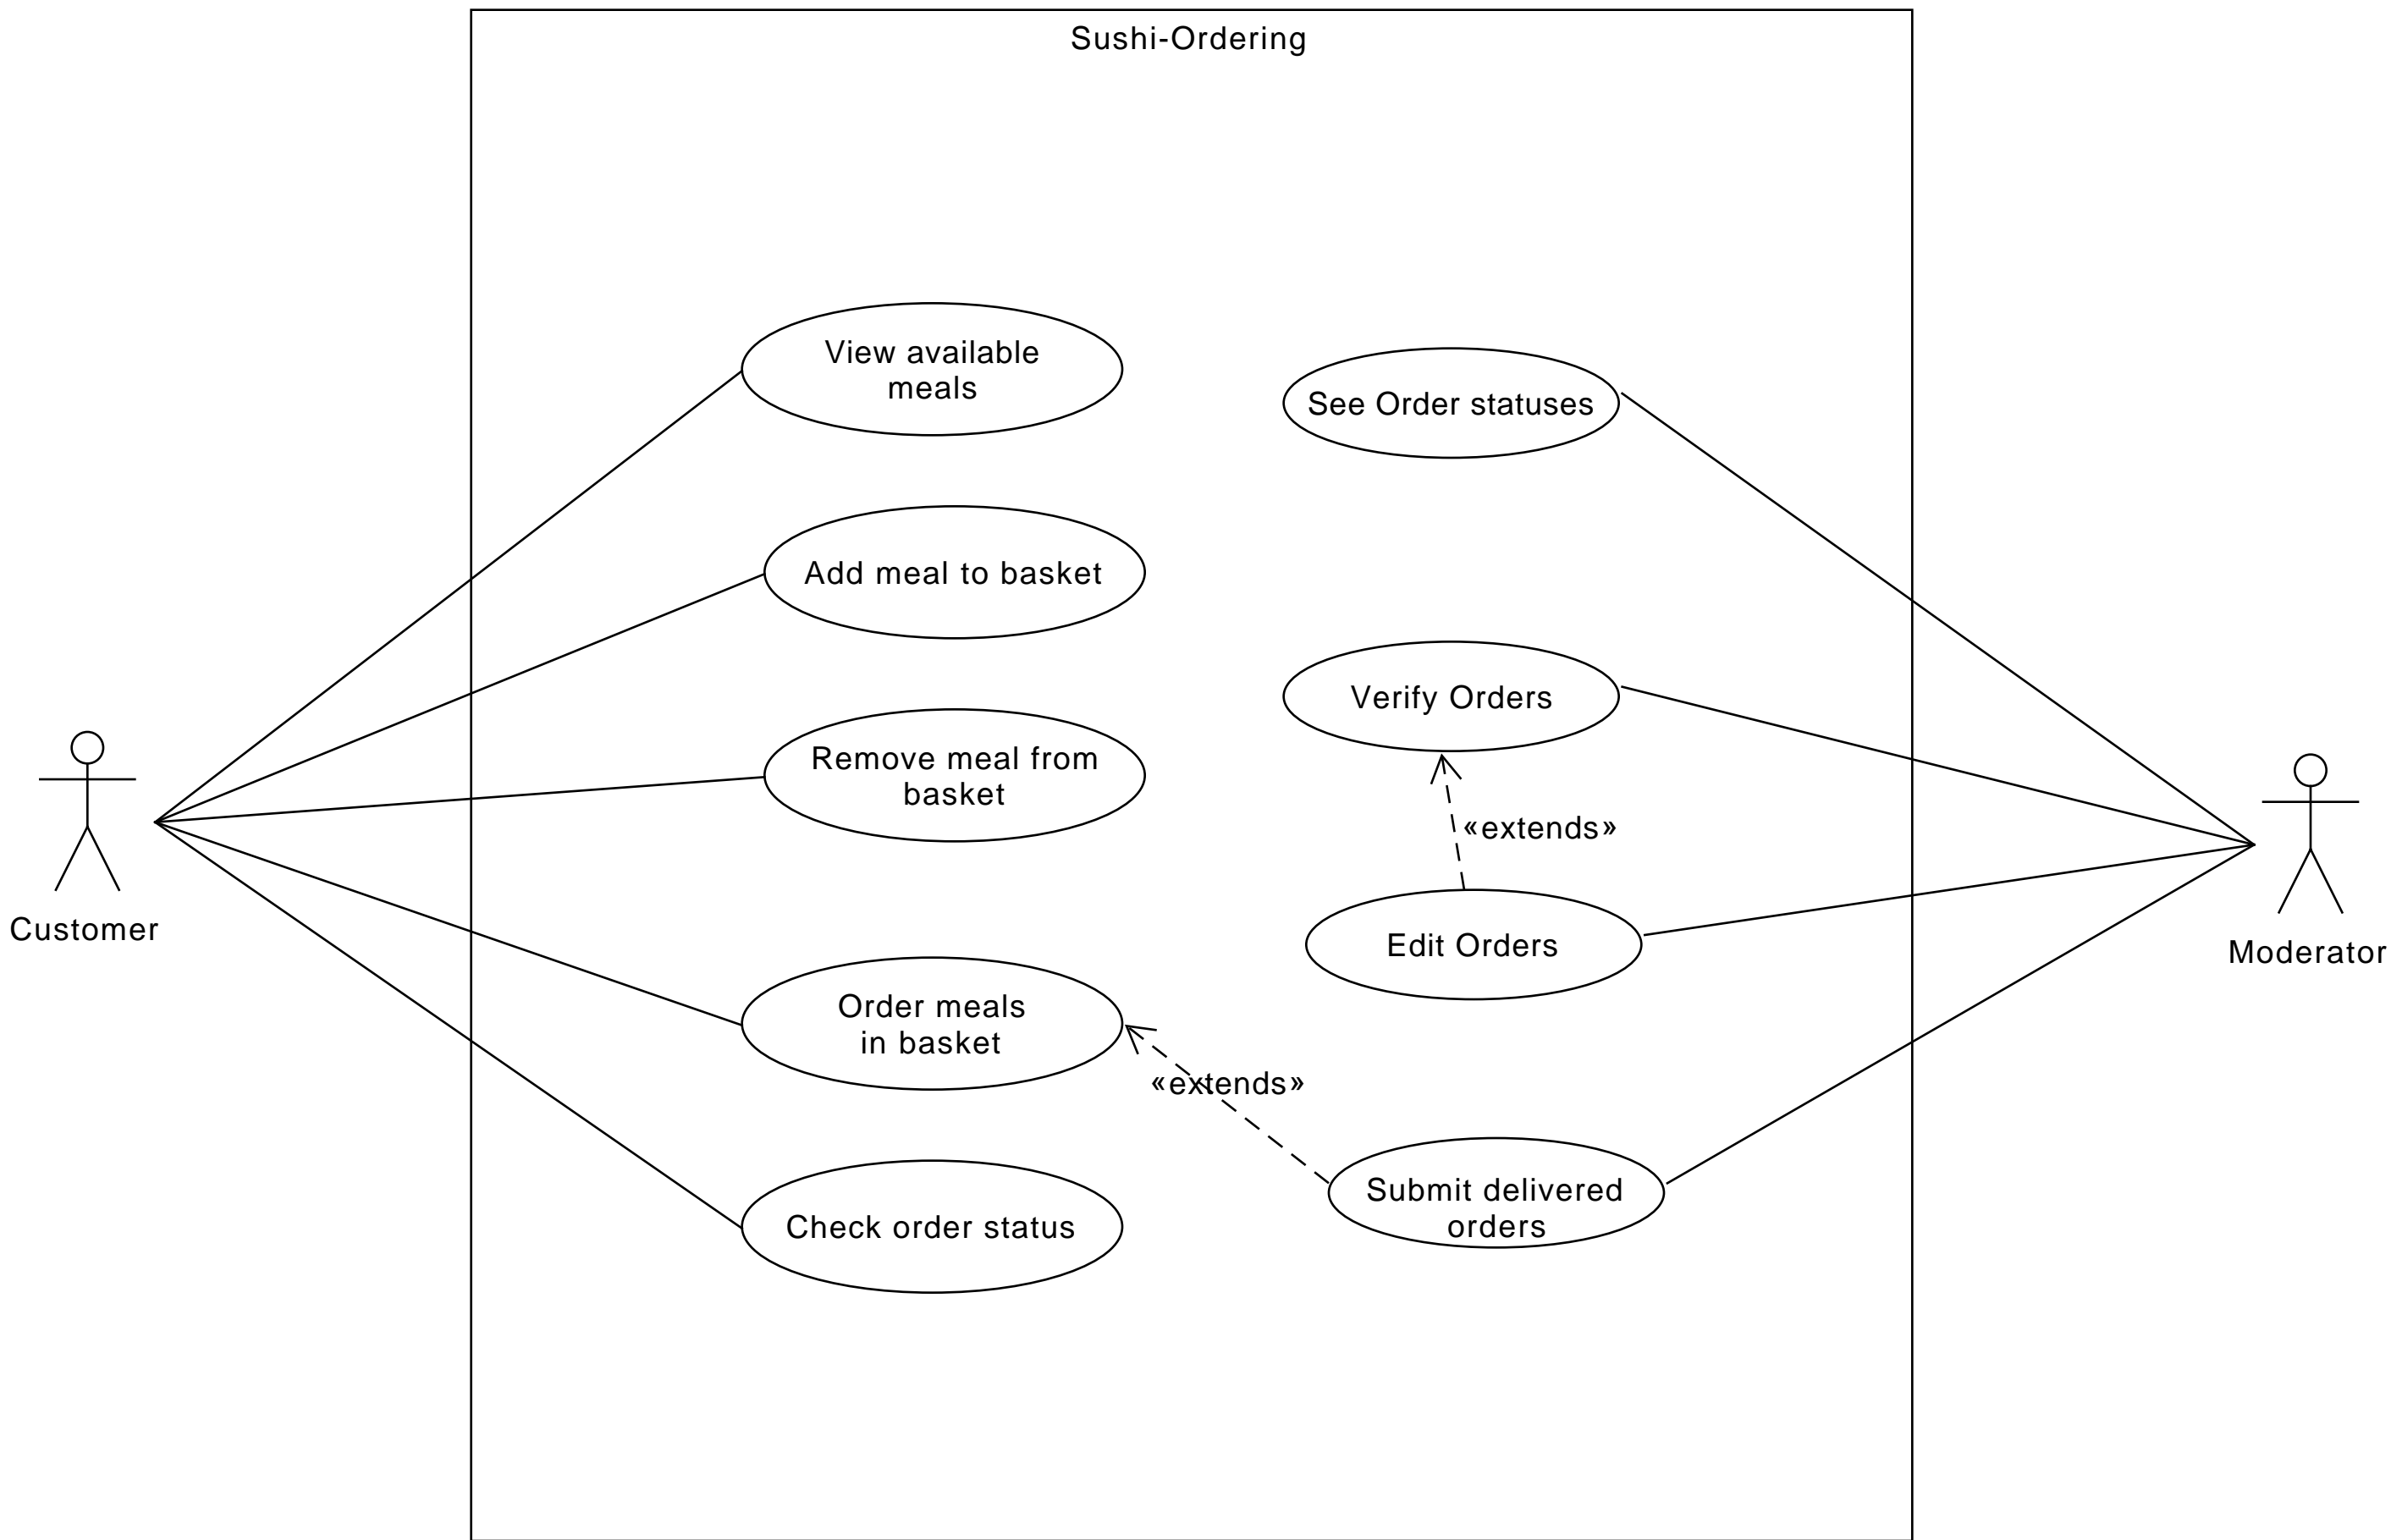 Sushi-Ordering
View available
meals
See Order statuses
Add meal to basket
Verify Orders
Remove meal from
basket
«extends»
Customer
Edit Orders
Moderator
Order meals
in basket
«extends»
Submit delivered
orders
Check order status